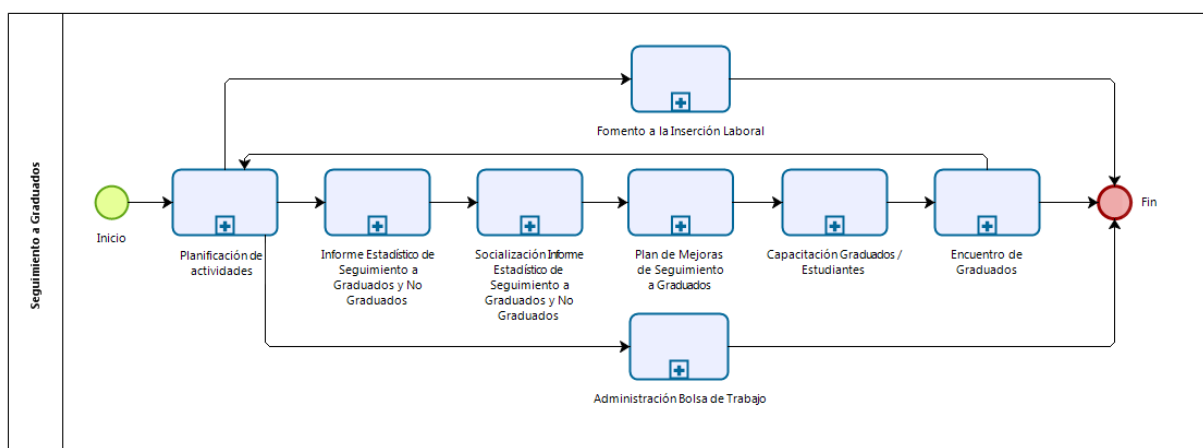 Seguimiento a Graduados
Fomento a la Inserción Laboral
Inicio
Planificación de
actividades
Informe Estadístico de
Seguimiento a
Graduados y No
Graduados
Socialización Informe
Estadístico de
Seguimiento a
Graduados y No
Graduados
Plan de Mejoras
de Seguimiento
a Graduados
Capacitación Graduados /
Estudiantes
Encuentro de
Graduados
Fin
Administración Bolsa de Trabajo